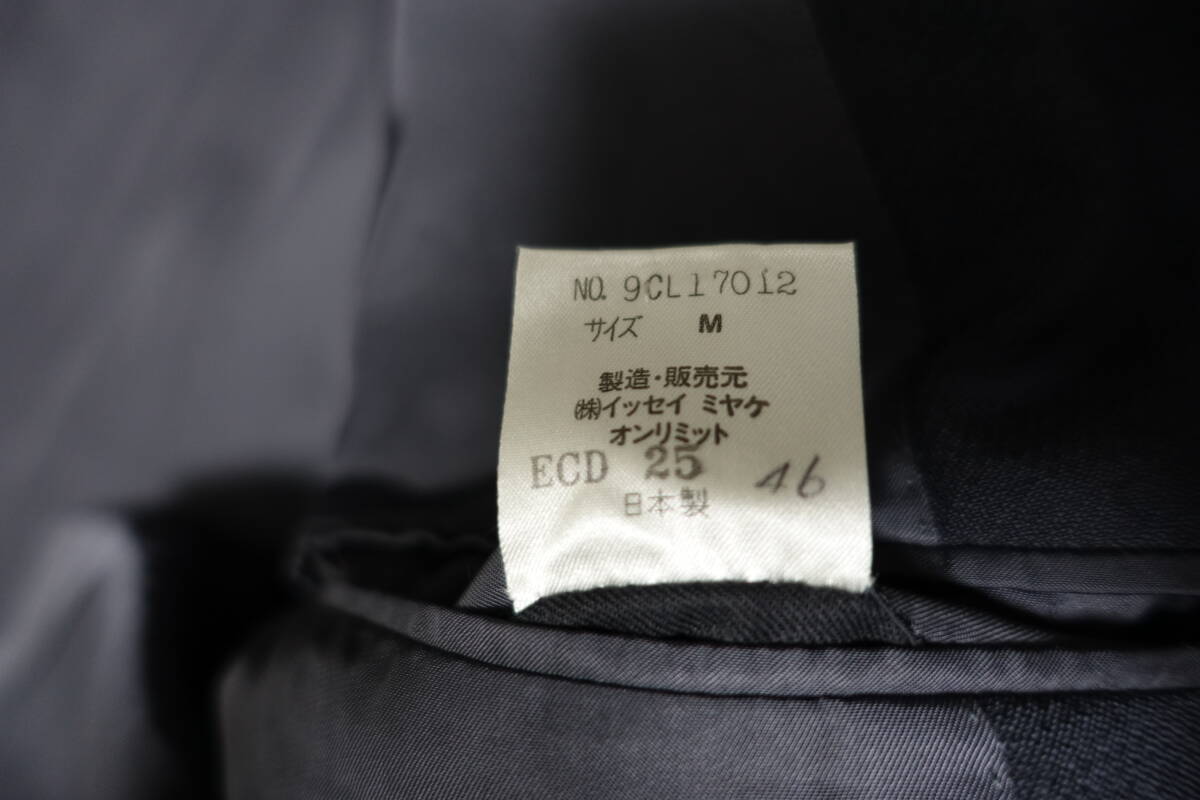 NO. 9CL17012
サイズ M
製造・販売元
㈱イッセイ ミヤケ
オンリミット
ECD 25 46
日本製